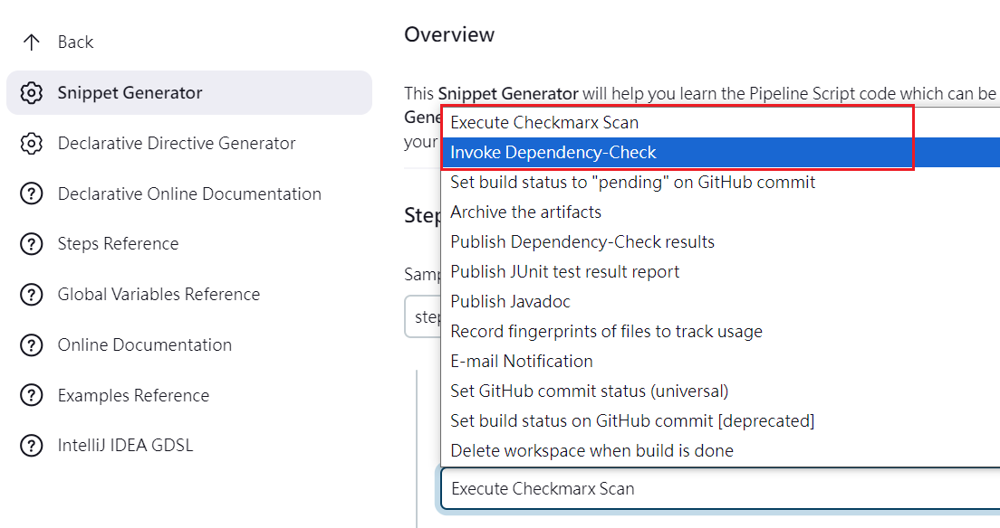 Back
Snippet Generator
Declarative Directive Generator
Declarative Online Documentation
Steps Reference
Global Variables Reference
Online Documentation
Examples Reference
IntelliJ IDEA GDSL
Overview
This Snippet Generator will help you learn the Pipeline Script code which can be
your
Execute Checkmarx Scan
Invoke Dependency-Check
Set build status to "pending" on GitHub commit
Archive the artifacts
Publish Dependency-Check results
Publish JUnit test result report
Publish Javadoc
Record fingerprints of files to track usage
E-mail Notification
Set GitHub commit status (universal)
Set build status on GitHub commit [deprecated]
Delete workspace when build is done
Execute Checkmarx Scan